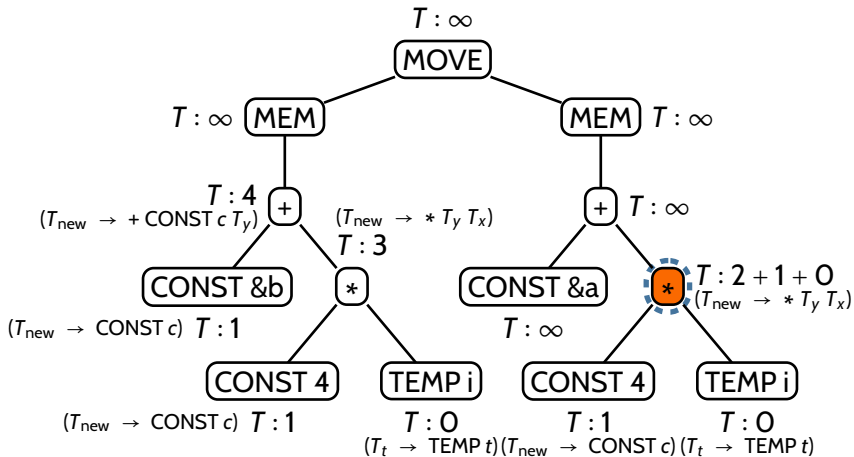 T : ∞
MOVE
T : ∞ MEM MEM T : ∞
T : 4
(T_new → + CONST c T_y) + (T_new → * T_y T_x) + T : ∞
T : 3
CONST &b * CONST &a * T : 2 + 1 + 0
(T_new → * T_y T_x)
(T_new → CONST c) T : 1 T : ∞
CONST 4 TEMP i CONST 4 TEMP i
(T_new → CONST c) T : 1 T : 0 T : 1 T : 0
(T_t → TEMP t) (T_new → CONST c) (T_t → TEMP t)